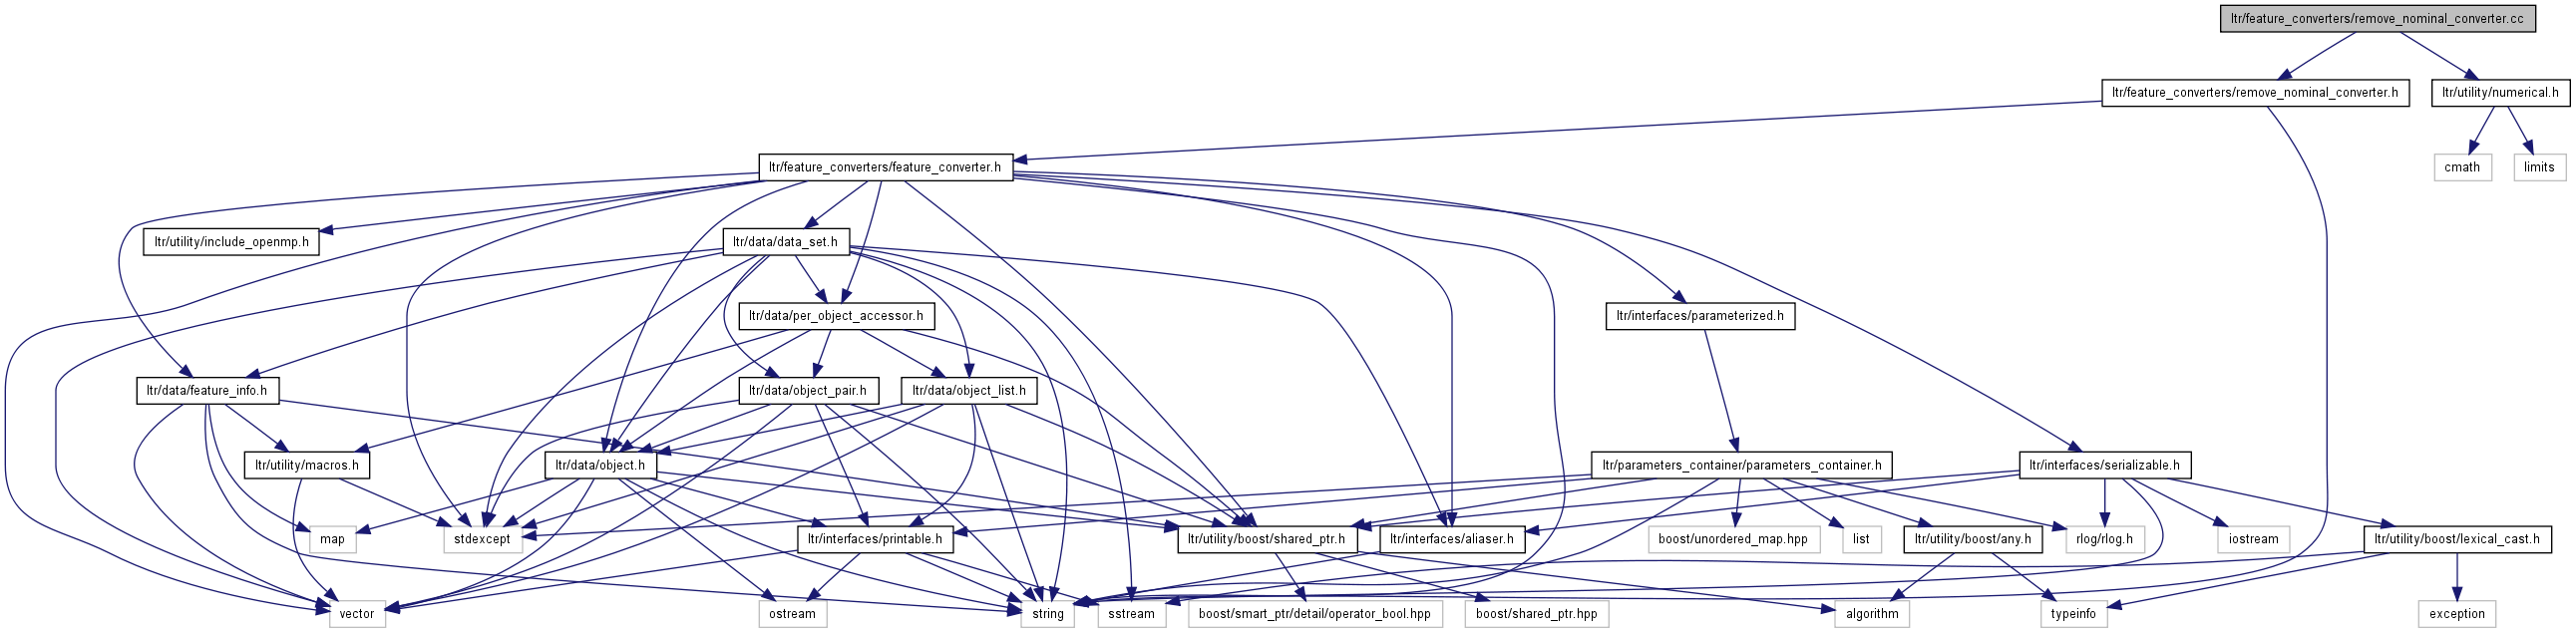 ltr/feature_converters/remove_nominal_converter.cc
ltr/feature_converters/remove_nominal_converter.h
ltr/utility/numerical.h
ltr/feature_converters/feature_converter.h
cmath
limits
ltr/utility/include_openmp.h
ltr/data/data_set.h
ltr/data/per_object_accessor.h
ltr/interfaces/parameterized.h
ltr/data/feature_info.h
ltr/data/object_pair.h
ltr/data/object_list.h
ltr/utility/macros.h
ltr/data/object.h
ltr/parameters_container/parameters_container.h
ltr/interfaces/serializable.h
map
stdexcept
ltr/interfaces/printable.h
ltr/utility/boost/shared_ptr.h
ltr/interfaces/aliaser.h
boost/unordered_map.hpp
list
ltr/utility/boost/any.h
rlog/rlog.h
iostream
ltr/utility/boost/lexical_cast.h
vector
ostream
string
sstream
boost/smart_ptr/detail/operator_bool.hpp
boost/shared_ptr.hpp
algorithm
typeinfo
exception